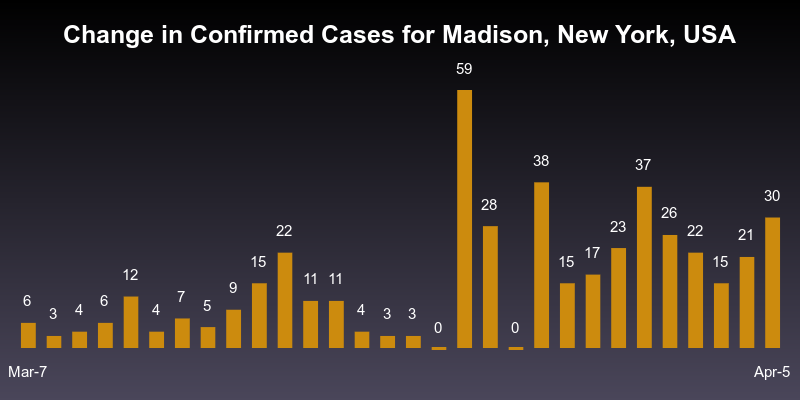 Change in Confirmed Cases for Madison, New York, USA
6 3 4 6 12 4 7 5 9 15 22 11 11 4 3 3 0 59 28 0 38 15 17 23 37 26 22 15 21 30
Mar-7 Apr-5